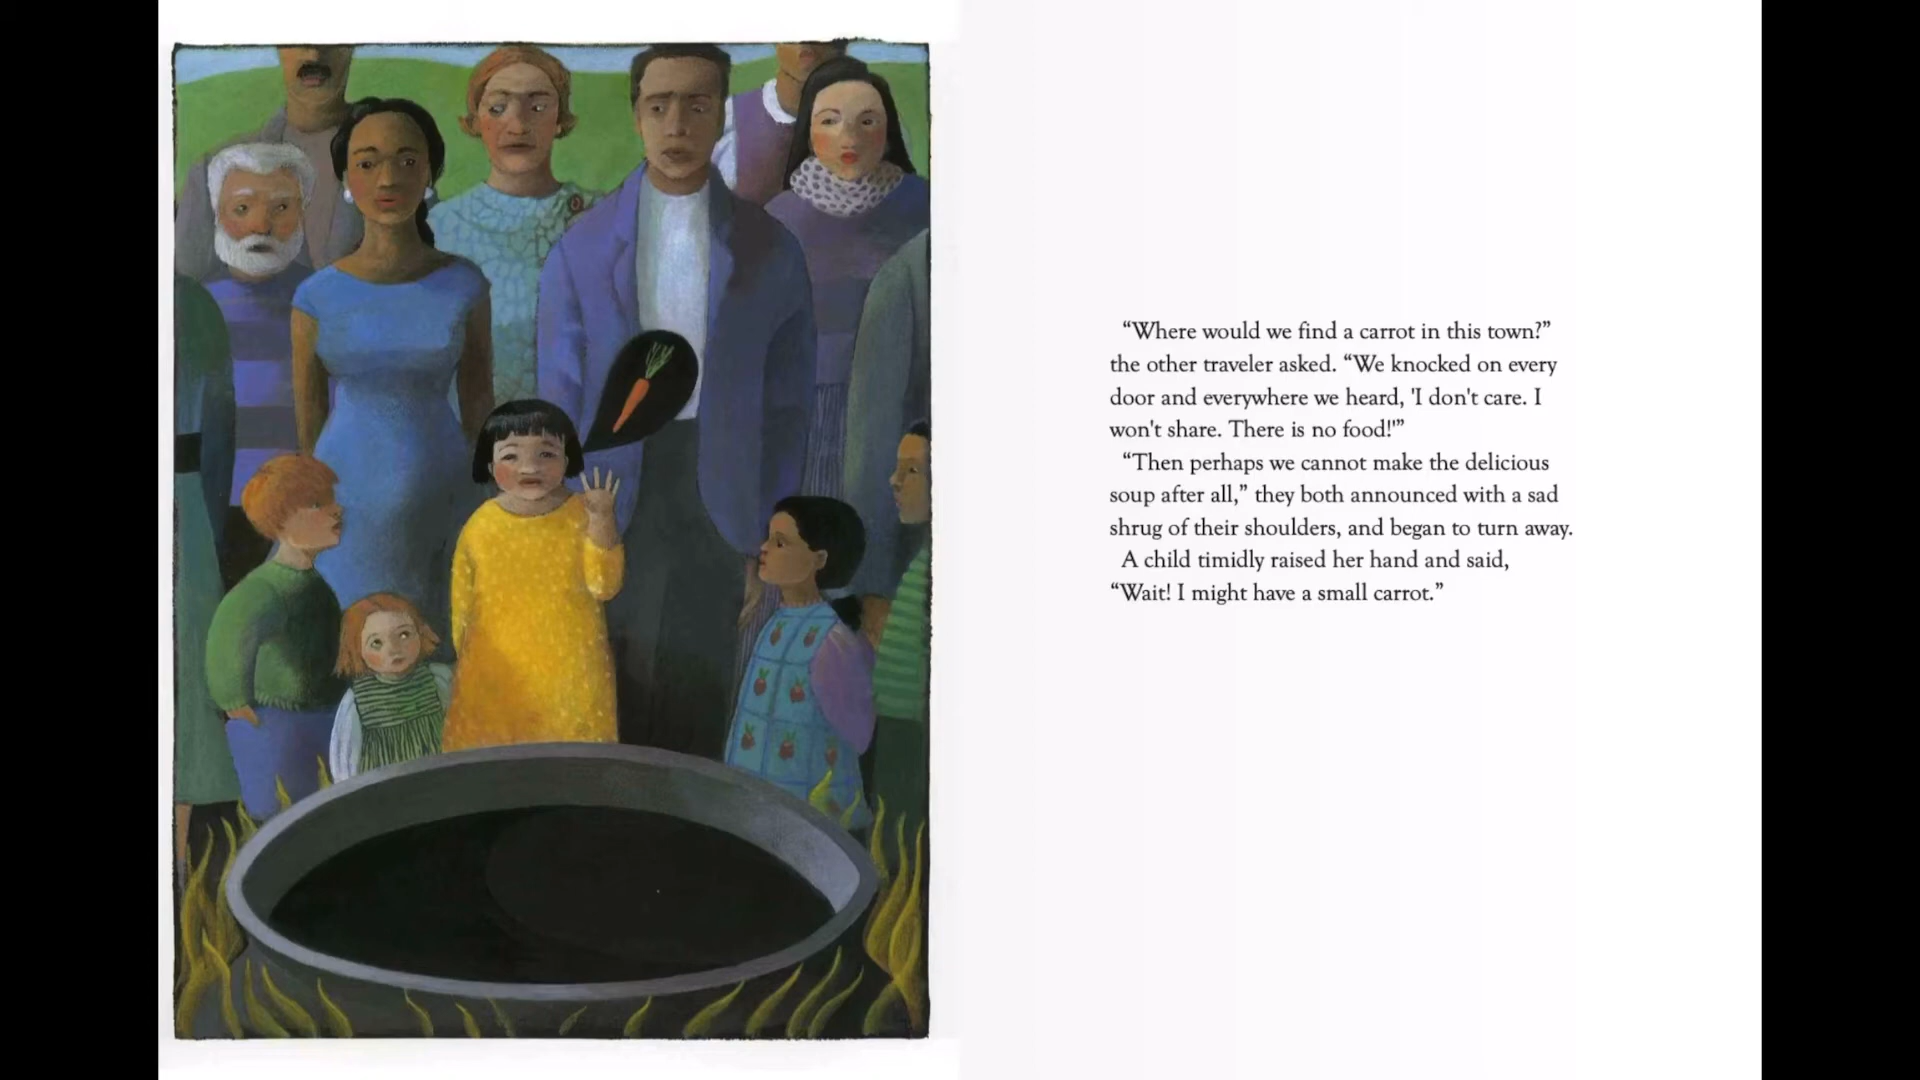 “Where would we find a carrot in this town?”
the other traveler asked. “We knocked on every
door and everywhere we heard, 'I don't care. I
won't share. There is no food!'”
“Then perhaps we cannot make the delicious
soup after all,” they both announced with a sad
shrug of their shoulders, and began to turn away.
A child timidly raised her hand and said,
“Wait! I might have a small carrot.”